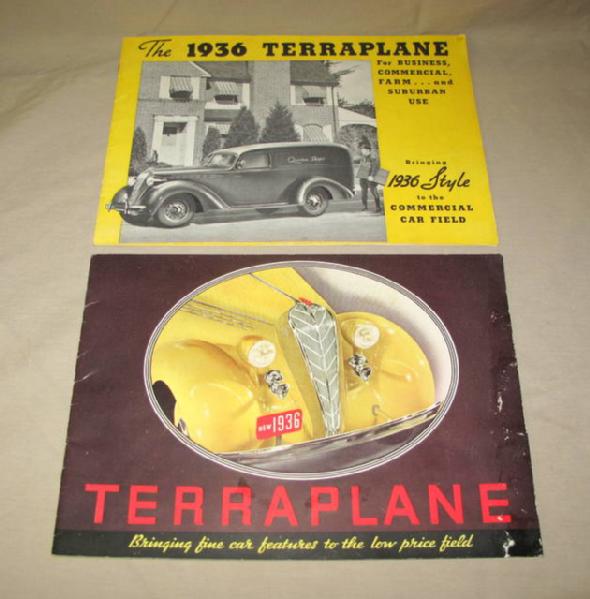 The 1936 TERRAPLANE
For BUSINESS,
COMMERCIAL,
FARM...and
SUBURBAN
USE
Bringing
1936 Style
to the
COMMERCIAL
CAR FIELD
NEW 1936
TERRAPLANE
Bringing fine car features to the low price field